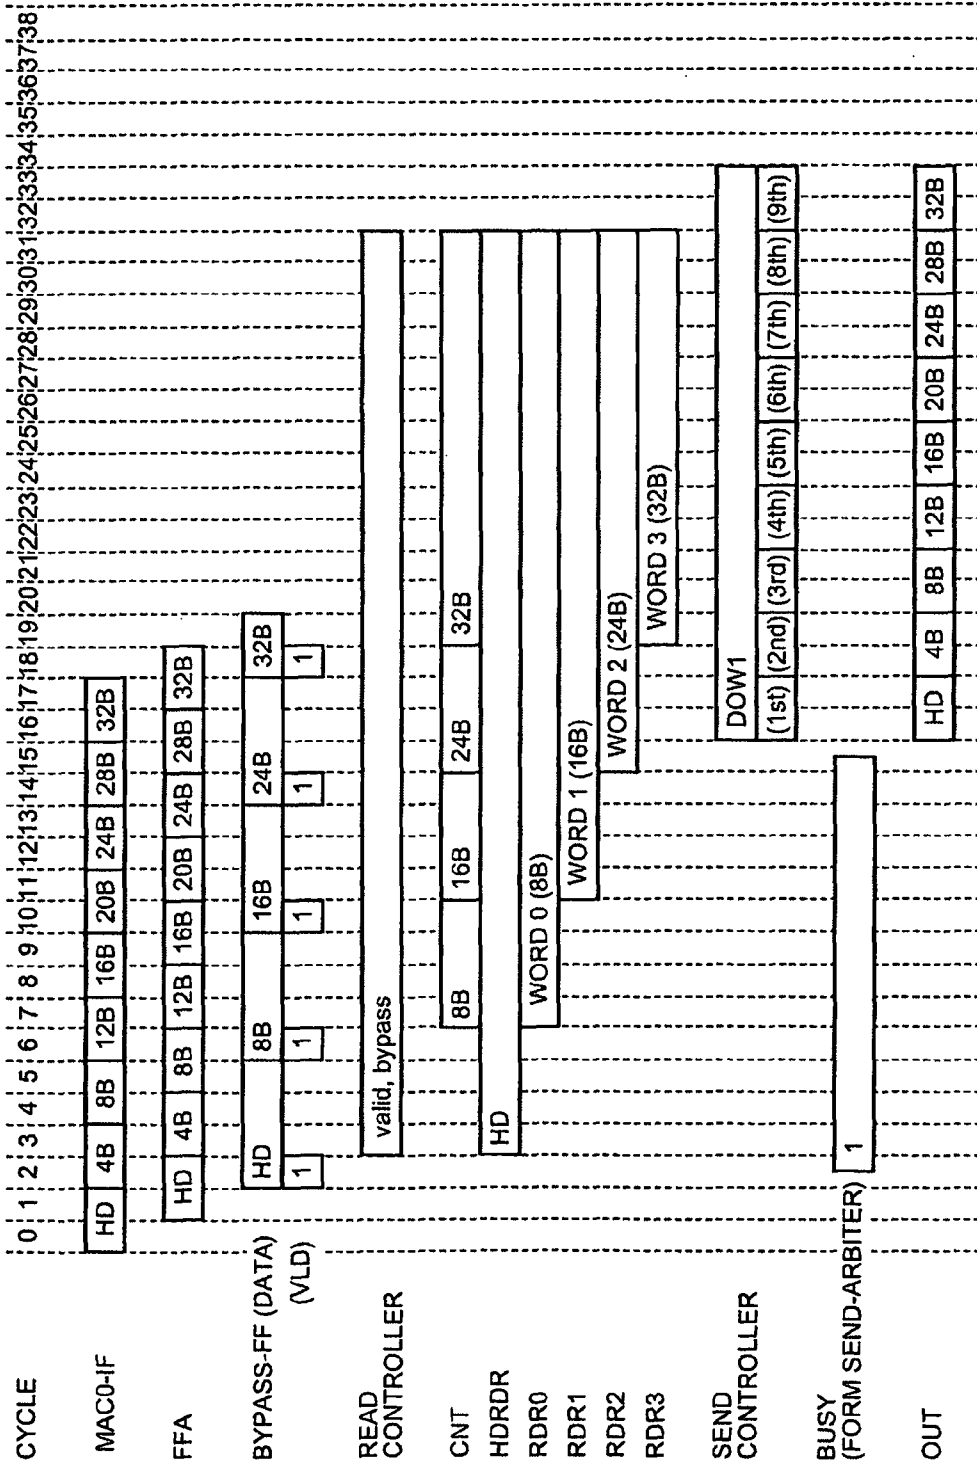 CYCLE 0 1 2 3 4 5 6 7 8 9 10 11 12 13 14 15 16 17 18 19 20 21 22 23 24 25 26 27 28 29 30 31 32 33 34 35 36 37 38
MAC0-IF HD 4B 8B 12B 16B 20B 24B 28B 32B
FFA HD 4B 8B 12B 16B 20B 24B 28B 32B
BYPASS-FF (DATA) HD 8B 16B 24B 32B
(VLD) 1 1 1 1 1
READ
CONTROLLER valid, bypass
CNT 8B 16B 24B 32B
HDRDR HD
RDR0 WORD 0 (8B)
RDR1 WORD 1 (16B)
RDR2 WORD 2 (24B)
RDR3 WORD 3 (32B)
SEND
CONTROLLER DOW1
(1st) (2nd) (3rd) (4th) (5th) (6th) (7th) (8th) (9th)
BUSY
(FORM SEND-ARBITER) 1
OUT HD 4B 8B 12B 16B 20B 24B 28B 32B